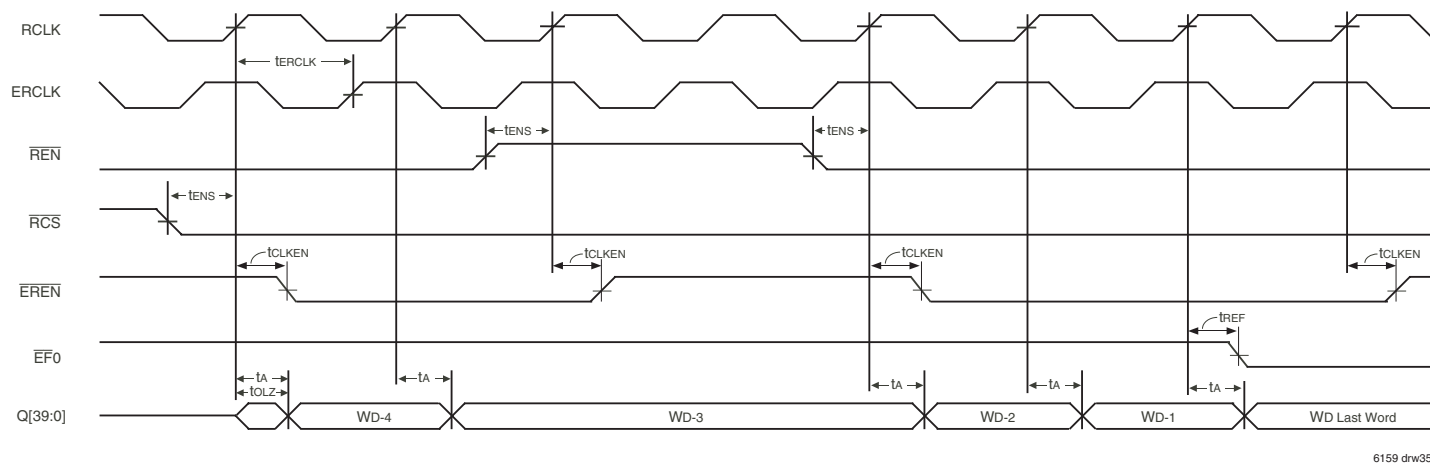 RCLK
tERCLK
ERCLK
tENS
tENS
REN
tENS
RCS
tCLKEN
tCLKEN
tCLKEN
tCLKEN
EREN
tREF
EF0
tA
tA
tA
tA
tA
tOLZ
Q[39:0]
WD-4
WD-3
WD-2
WD-1
WD Last Word
6159 drw35